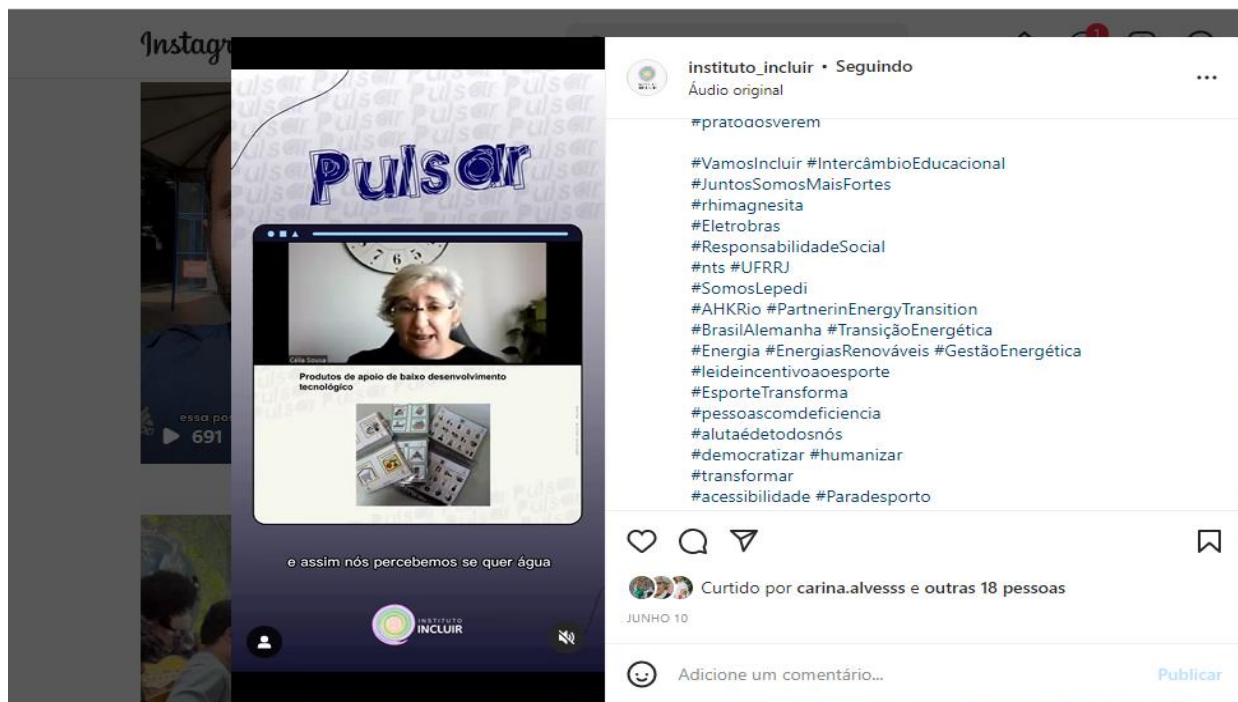 Instagr
1
essa pos
691
Pulsar
6
Célia Sousa
Produtos de apoio de baixo desenvolvimento
tecnológico
e assim nós percebemos se quer água
INSTITUTO
INCLUIR
instituto_incluir • Seguindo
Áudio original
#pratodosverem
#VamosIncluir #IntercâmbioEducacional
#JuntosSomosMaisFortes
#rhimagnesita
#Eletrobras
#ResponsabilidadeSocial
#nts #UFRRJ
#SomosLepedi
#AHKRio #PartnerinEnergyTransition
#BrasilAlemanha #TransiçãoEnergética
#Energia #EnergiasRenováveis #GestãoEnergética
#leideincentivoaoesporte
#EsporteTransforma
#pessoascomdeficiencia
#alutaédetodosnós
#democratizar #humanizar
#transformar
#acessibilidade #Paradesporto
Curtido por carina.alvesss e outras 18 pessoas
JUNHO 10
Adicione um comentário...
Publicar